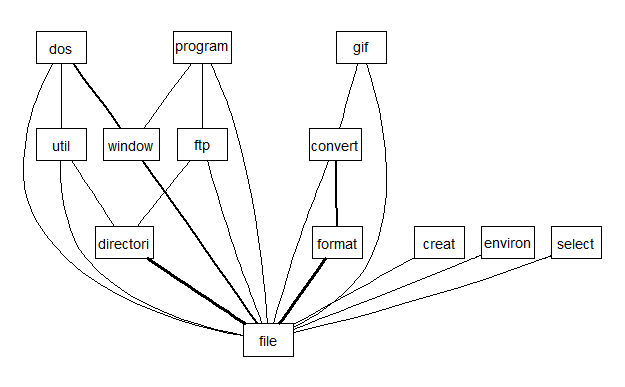 dos
program
gif
util
window
ftp
convert
directori
format
creat
environ
select
file